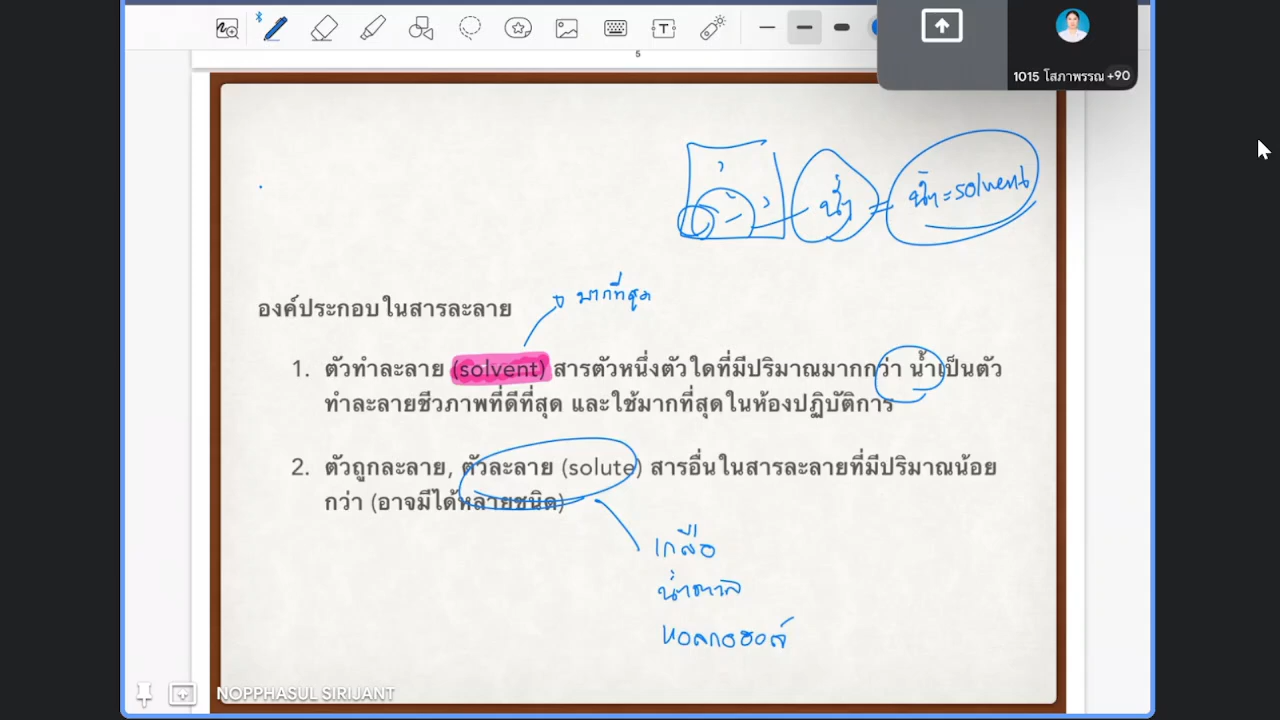 5
1015 โสภาพรรณ +90
น้ำ = น้ำ = solvent
มากที่สุด
องค์ประกอบในสารละลาย
1. ตัวทำละลาย (solvent) สารตัวหนึ่งตัวใดที่มีปริมาณมากกว่า น้ำเป็นตัว
ทำละลายชีวภาพที่ดีที่สุด และใช้มากที่สุดในห้องปฏิบัติการ
2. ตัวถูกละลาย, ตัวละลาย (solute) สารอื่นในสารละลายที่มีปริมาณน้อย
กว่า (อาจมีได้หลายชนิด)
เกลือ
น้ำตาล
NOPPHASUL SIRIJANT